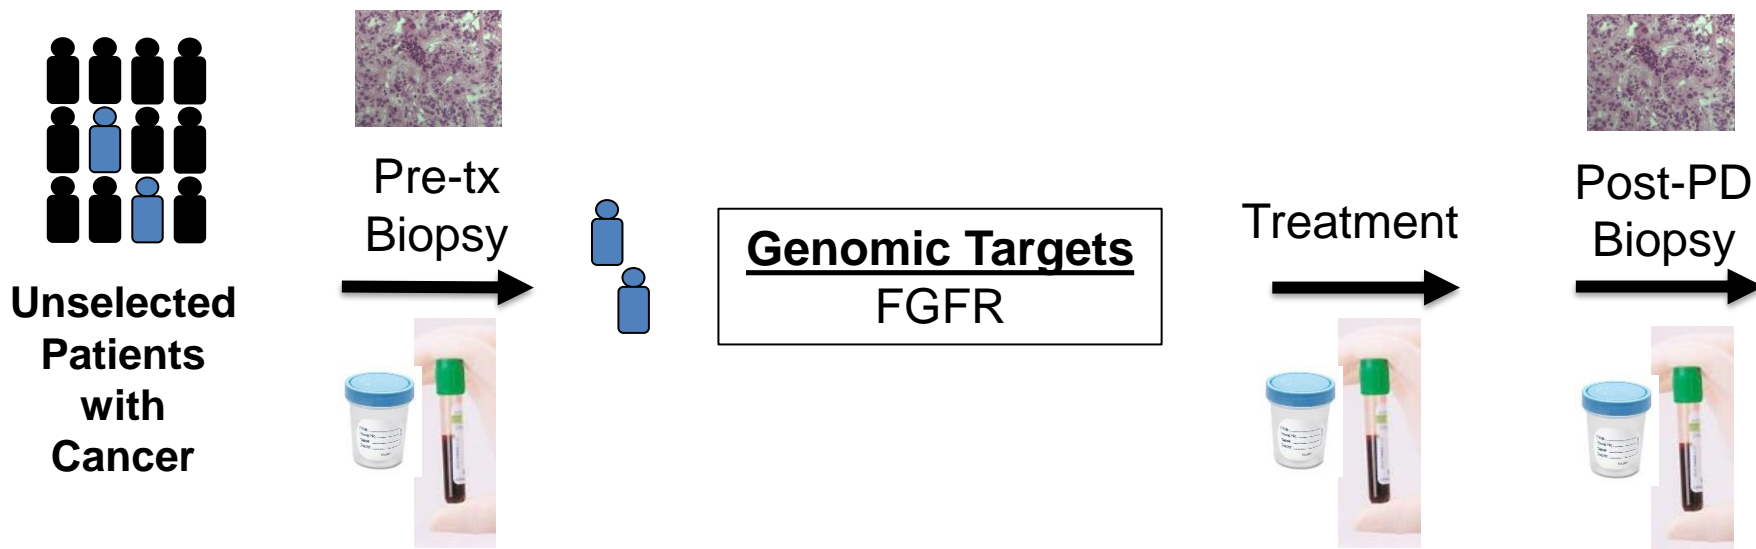 Unselected
Patients
with
Cancer
Pre-tx
Biopsy
Genomic Targets
FGFR
Treatment
Post-PD
Biopsy